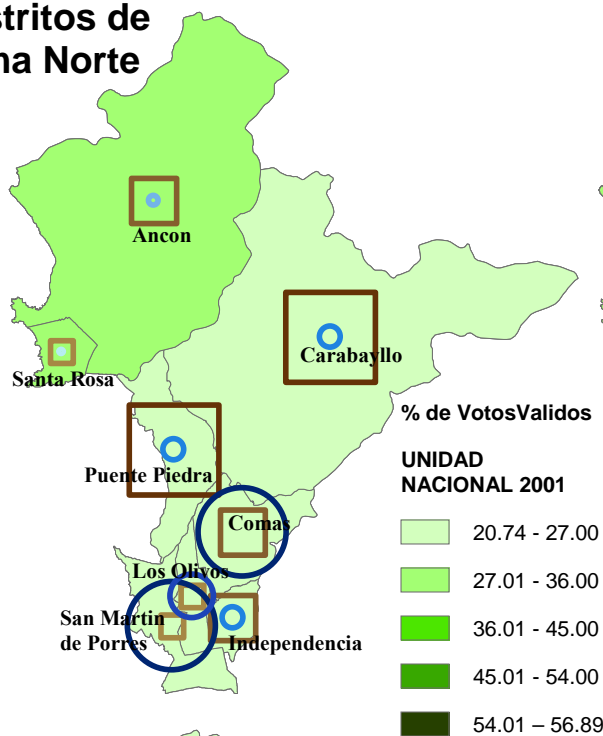 stritos de
na Norte
Ancon
Carabayllo
Santa Rosa
Puente Piedra
Comas
Los Olivos
San Martin
de Porres
Independencia
% de VotosValidos
UNIDAD
NACIONAL 2001
20.74 - 27.00
27.01 - 36.00
36.01 - 45.00
45.01 - 54.00
54.01 – 56.89